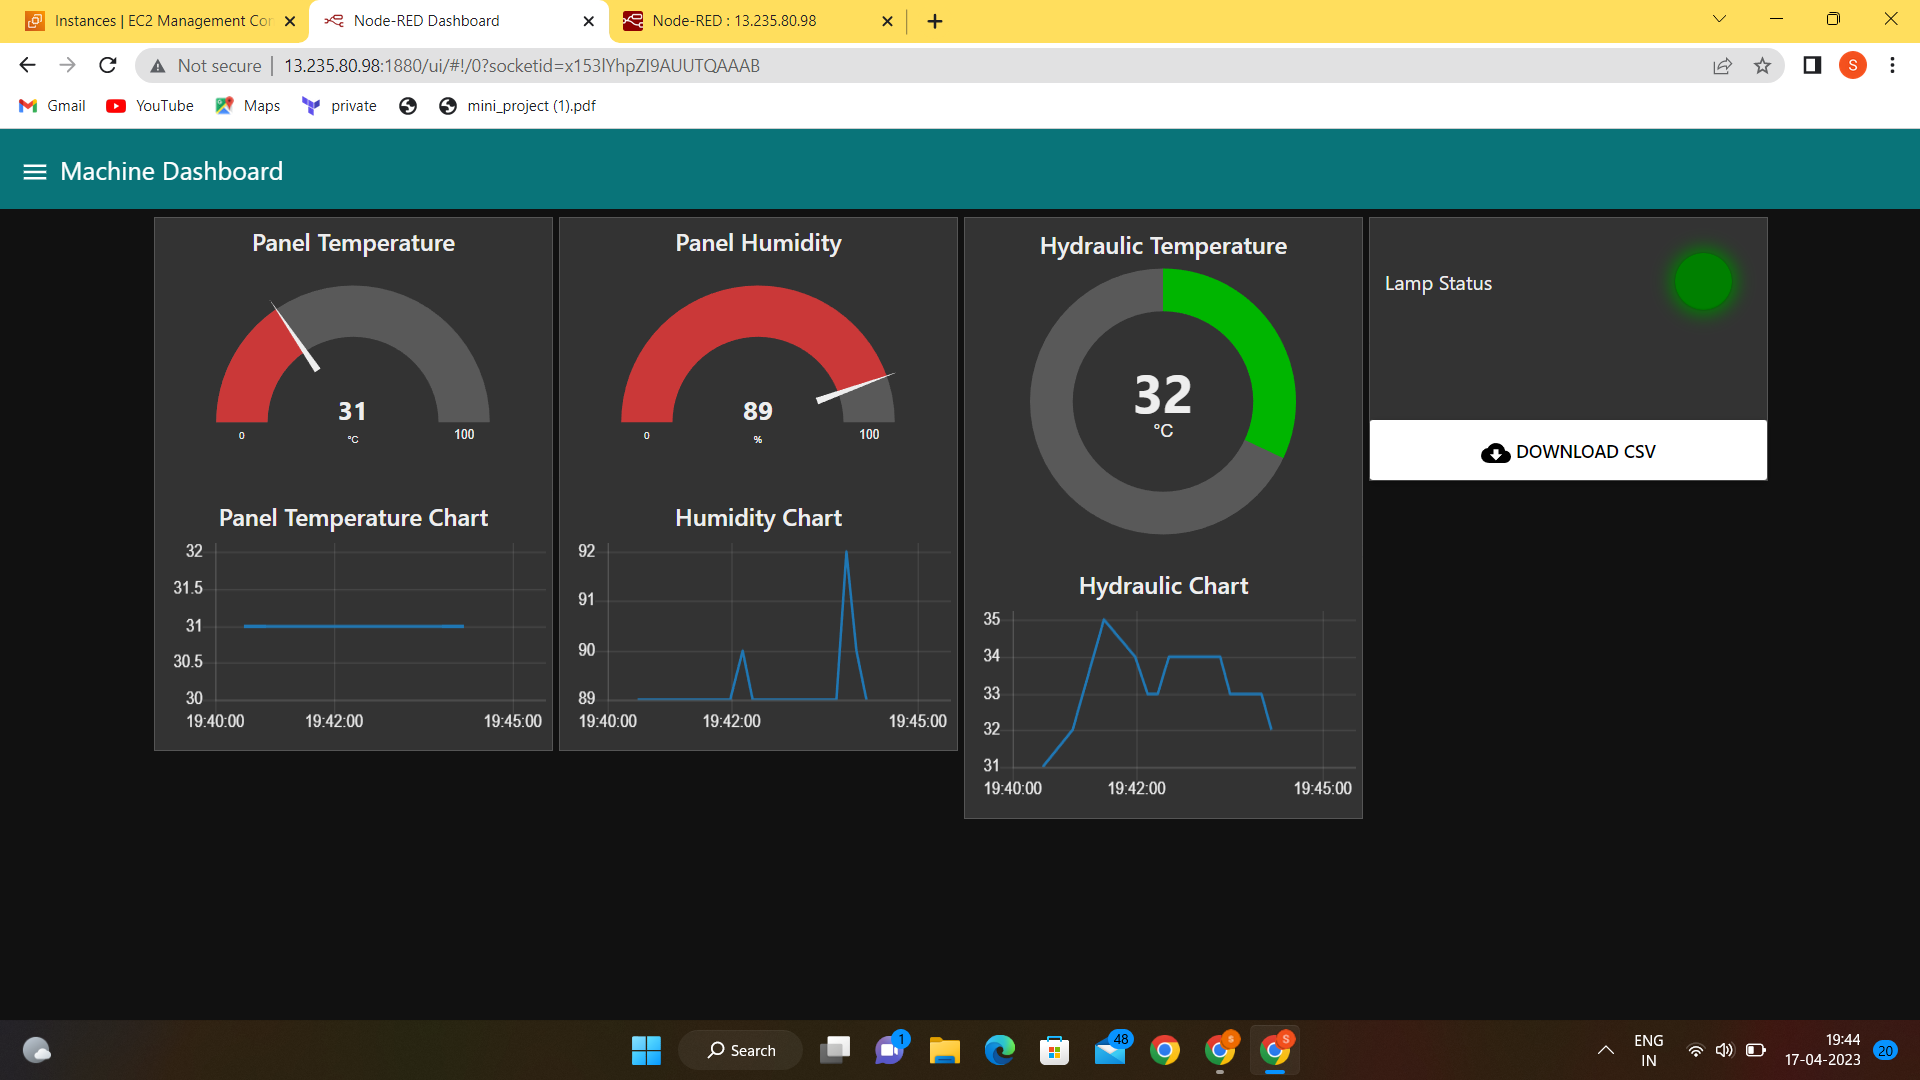 Instances | EC2 Management Con
Node-RED Dashboard
Node-RED : 13.235.80.98
Not secure
13.235.80.98:1880/ui/#!/0?socketid=x153lYhpZI9AUUTQAAAB
S
Gmail
YouTube
Maps
private
mini_project (1).pdf
Machine Dashboard
Panel Temperature
31
°C
0
100
Panel Temperature Chart
32
31.5
31
30.5
30
19:40:00
19:42:00
19:45:00
Panel Humidity
89
%
0
100
Humidity Chart
92
91
90
89
19:40:00
19:42:00
19:45:00
Hydraulic Temperature
32
°C
Hydraulic Chart
35
34
33
32
31
19:40:00
19:42:00
19:45:00
Lamp Status
DOWNLOAD CSV
Search
1
48
S
S
ENG
IN
19:44
17-04-2023
20